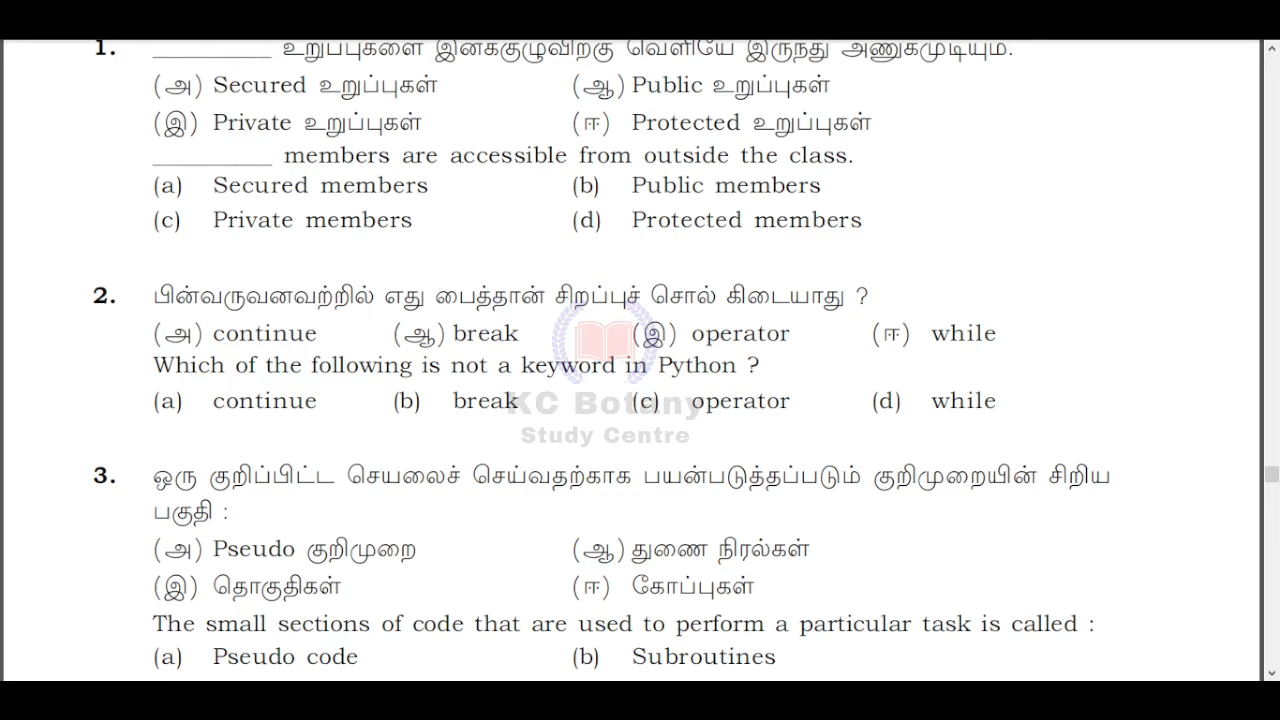 1. __________ உறுப்புகளை இனக்குழுவிற்கு வெளியே இருந்து அணுகமுடியும்.
(அ) Secured உறுப்புகள் (ஆ) Public உறுப்புகள்
(இ) Private உறுப்புகள் (ஈ) Protected உறுப்புகள்
__________ members are accessible from outside the class.
(a) Secured members (b) Public members
(c) Private members (d) Protected members
2. பின்வருவனவற்றில் எது பைத்தான் சிறப்புச் சொல் கிடையாது ?
(அ) continue (ஆ) break (இ) operator (ஈ) while
Which of the following is not a keyword in Python ?
(a) continue (b) break (c) operator (d) while
KC Botany
Study Centre
3. ஒரு குறிப்பிட்ட செயலைச் செய்வதற்காக பயன்படுத்தப்படும் குறிமுறையின் சிறிய
பகுதி :
(அ) Pseudo குறிமுறை (ஆ) துணை நிரல்கள்
(இ) தொகுதிகள் (ஈ) கோப்புகள்
The small sections of code that are used to perform a particular task is called :
(a) Pseudo code (b) Subroutines